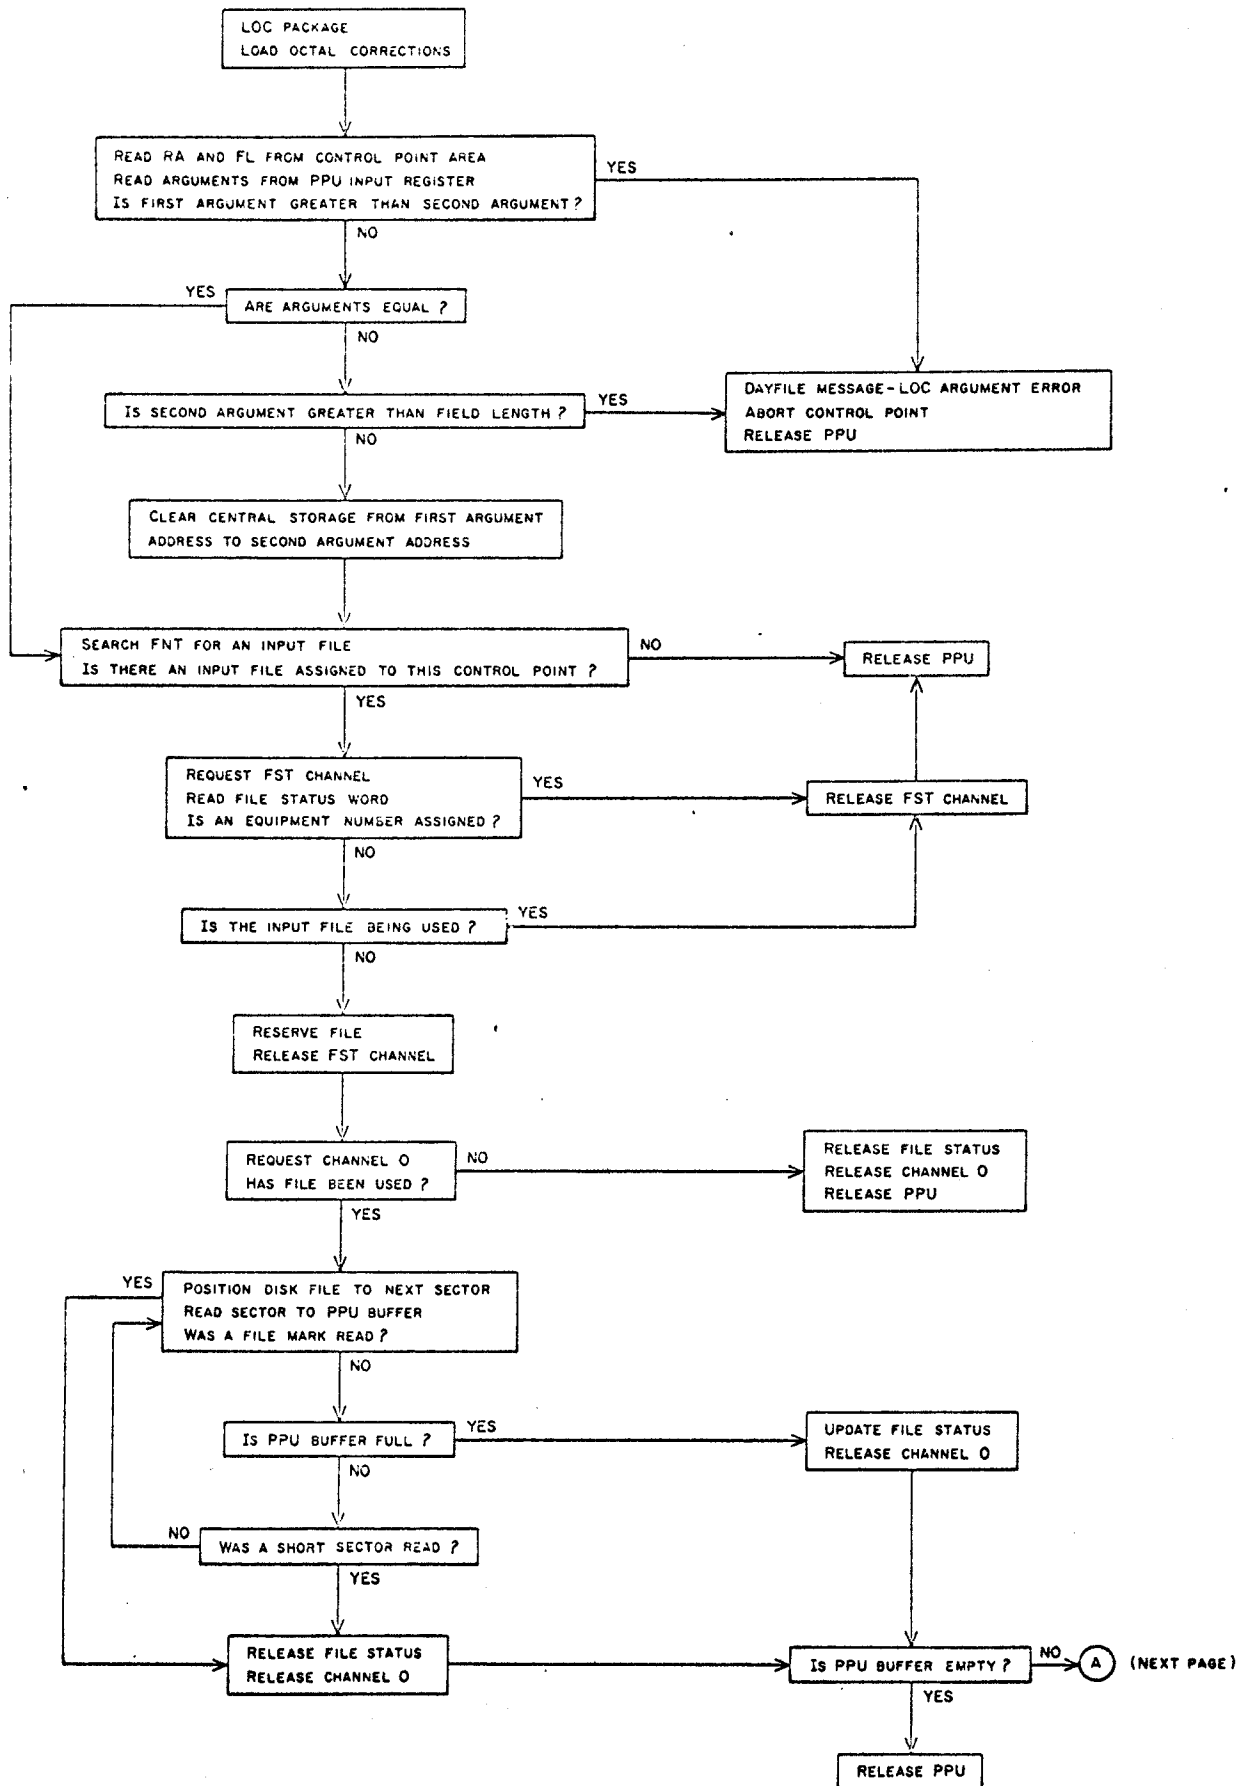 LOC PACKAGE
LOAD OCTAL CORRECTIONS
READ RA AND FL FROM CONTROL POINT AREA
READ ARGUMENTS FROM PPU INPUT REGISTER
IS FIRST ARGUMENT GREATER THAN SECOND ARGUMENT?
YES
NO
YES
ARE ARGUMENTS EQUAL ?
NO
IS SECOND ARGUMENT GREATER THAN FIELD LENGTH ?
YES
NO
DAYFILE MESSAGE-LOC ARGUMENT ERROR
ABORT CONTROL POINT
RELEASE PPU
CLEAR CENTRAL STORAGE FROM FIRST ARGUMENT
ADDRESS TO SECOND ARGUMENT ADDRESS
SEARCH FNT FOR AN INPUT FILE
IS THERE AN INPUT FILE ASSIGNED TO THIS CONTROL POINT ?
NO
RELEASE PPU
YES
REQUEST FST CHANNEL
READ FILE STATUS WORD
IS AN EQUIPMENT NUMBER ASSIGNED ?
YES
RELEASE FST CHANNEL
NO
IS THE INPUT FILE BEING USED ?
YES
NO
RESERVE FILE
RELEASE FST CHANNEL
REQUEST CHANNEL 0
HAS FILE BEEN USED ?
NO
RELEASE FILE STATUS
RELEASE CHANNEL 0
RELEASE PPU
YES
YES
POSITION DISK FILE TO NEXT SECTOR
READ SECTOR TO PPU BUFFER
WAS A FILE MARK READ ?
NO
IS PPU BUFFER FULL ?
YES
UPDATE FILE STATUS
RELEASE CHANNEL 0
NO
NO
WAS A SHORT SECTOR READ ?
YES
RELEASE FILE STATUS
RELEASE CHANNEL 0
IS PPU BUFFER EMPTY ?
NO
A
(NEXT PAGE)
YES
RELEASE PPU